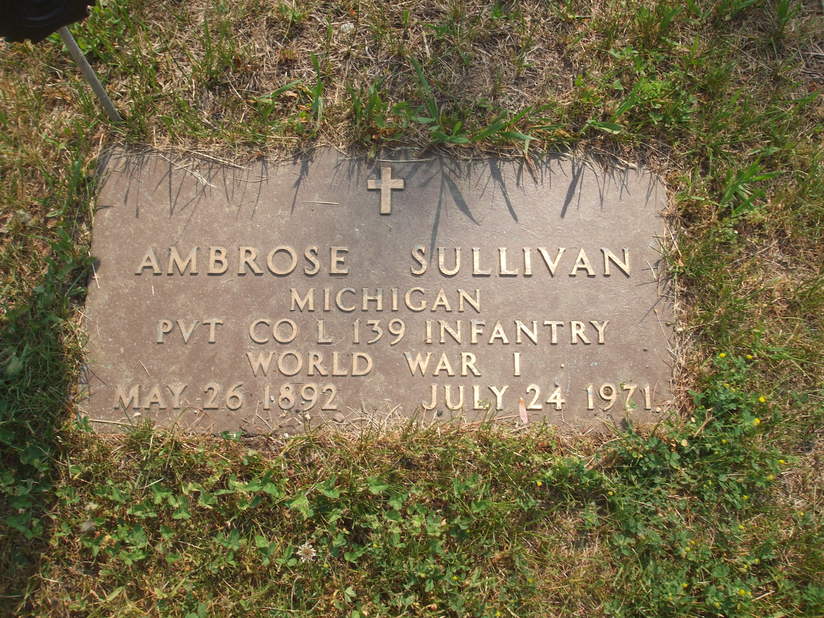 AMBROSE SULLIVAN
MICHIGAN
PVT CO L 139 INFANTRY
WORLD WAR I
MAY 26 1892 JULY 24 1971